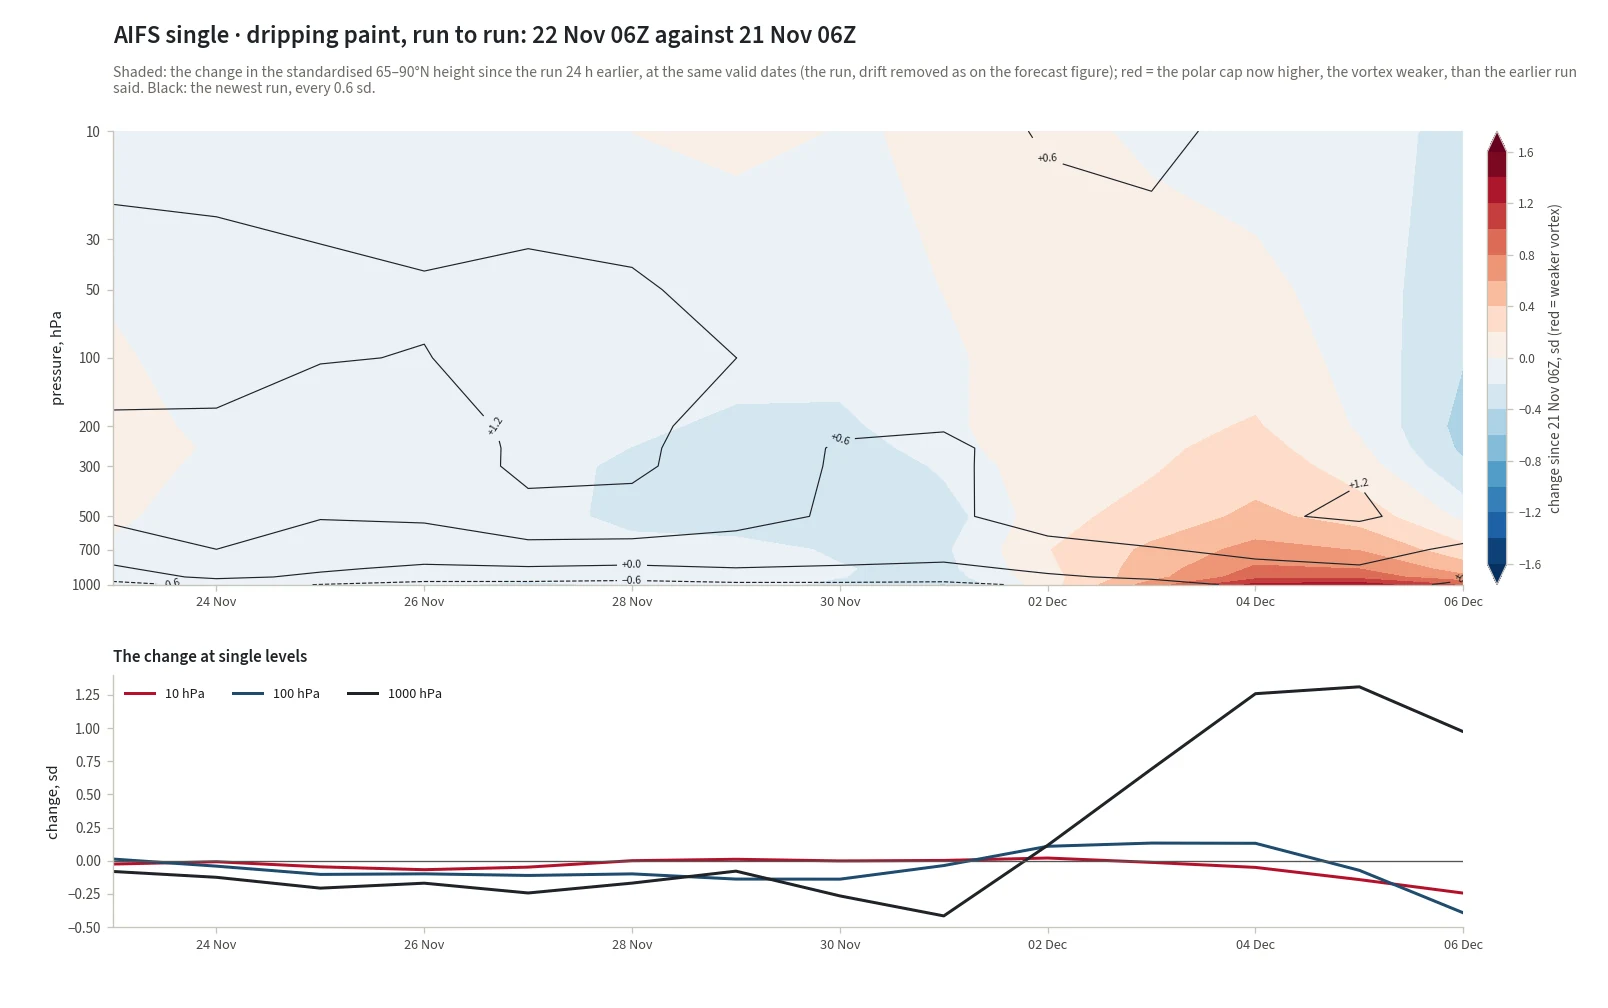 AIFS single · dripping paint, run to run: 22 Nov 06Z against 21 Nov 06Z
Shaded: the change in the standardised 65–90°N height since the run 24 h earlier, at the same valid dates (the run, drift removed as on the forecast figure); red = the polar cap now higher, the vortex weaker, than the earlier run
said. Black: the newest run, every 0.6 sd.
10
30
50
100
200
300
500
700
1000
pressure, hPa
+0.6
+1.2
+0.6
+1.2
+0.0
−0.6
24 Nov
26 Nov
28 Nov
30 Nov
02 Dec
04 Dec
06 Dec
1.6
1.2
0.8
0.4
0.0
−0.4
−0.8
−1.2
−1.6
change since 21 Nov 06Z, sd (red = weaker vortex)
The change at single levels
10 hPa
100 hPa
1000 hPa
1.25
1.00
0.75
0.50
0.25
0.00
−0.25
−0.50
change, sd
24 Nov
26 Nov
28 Nov
30 Nov
02 Dec
04 Dec
06 Dec